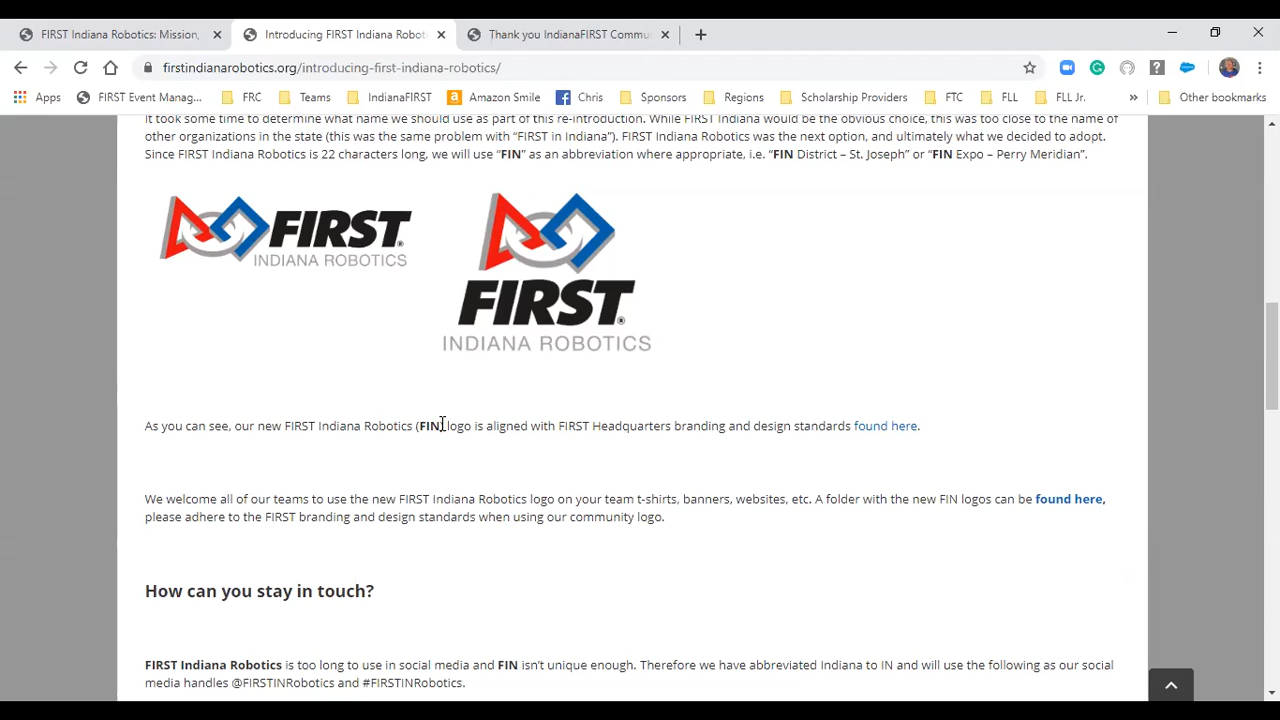 FIRST Indiana Robotics: Mission,
Introducing FIRST Indiana Robot
Thank you IndianaFIRST Commu
firstindianarobotics.org/introducing-first-indiana-robotics/
Apps
FIRST Event Manag...
FRC
Teams
IndianaFIRST
Amazon Smile
Chris
Sponsors
Regions
Scholarship Providers
FTC
FLL
FLL Jr.
»
Other bookmarks
It took some time to determine what name we should use as part of this re-introduction. While FIRST Indiana would be the obvious choice, this was too close to the name of
other organizations in the state (this was the same problem with “FIRST in Indiana”). FIRST Indiana Robotics was the next option, and ultimately what we decided to adopt.
Since FIRST Indiana Robotics is 22 characters long, we will use “FIN” as an abbreviation where appropriate, i.e. “FIN District – St. Joseph” or “FIN Expo – Perry Meridian”.
FIRST®
INDIANA ROBOTICS
FIRST®
INDIANA ROBOTICS
As you can see, our new FIRST Indiana Robotics (FIN) logo is aligned with FIRST Headquarters branding and design standards found here.
We welcome all of our teams to use the new FIRST Indiana Robotics logo on your team t-shirts, banners, websites, etc. A folder with the new FIN logos can be found here,
please adhere to the FIRST branding and design standards when using our community logo.
How can you stay in touch?
FIRST Indiana Robotics is too long to use in social media and FIN isn’t unique enough. Therefore we have abbreviated Indiana to IN and will use the following as our social
media handles @FIRSTINRobotics and #FIRSTINRobotics.